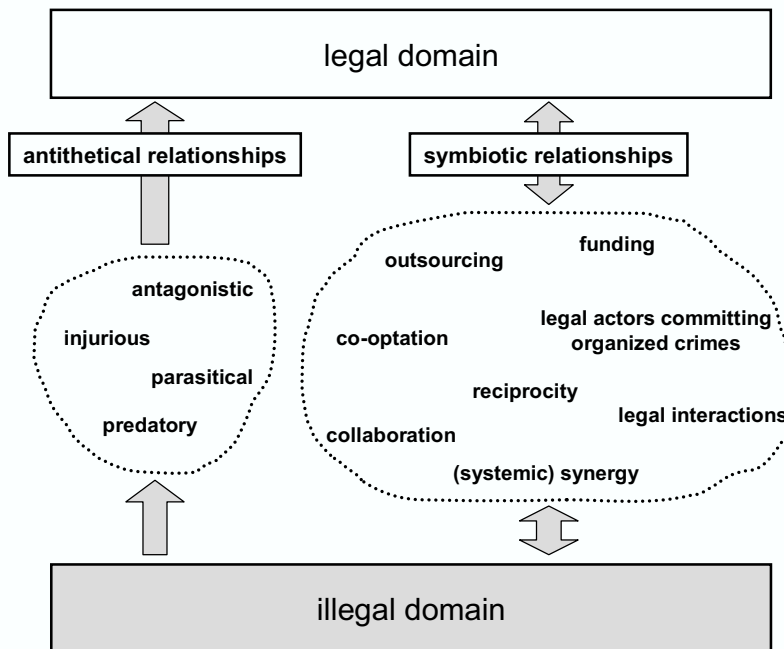 legal domain
antithetical relationships
symbiotic relationships
antagonistic
injurious
parasitical
predatory
funding
outsourcing
legal actors committing
organized crimes
co-optation
reciprocity
legal interactions
collaboration
(systemic) synergy
illegal domain